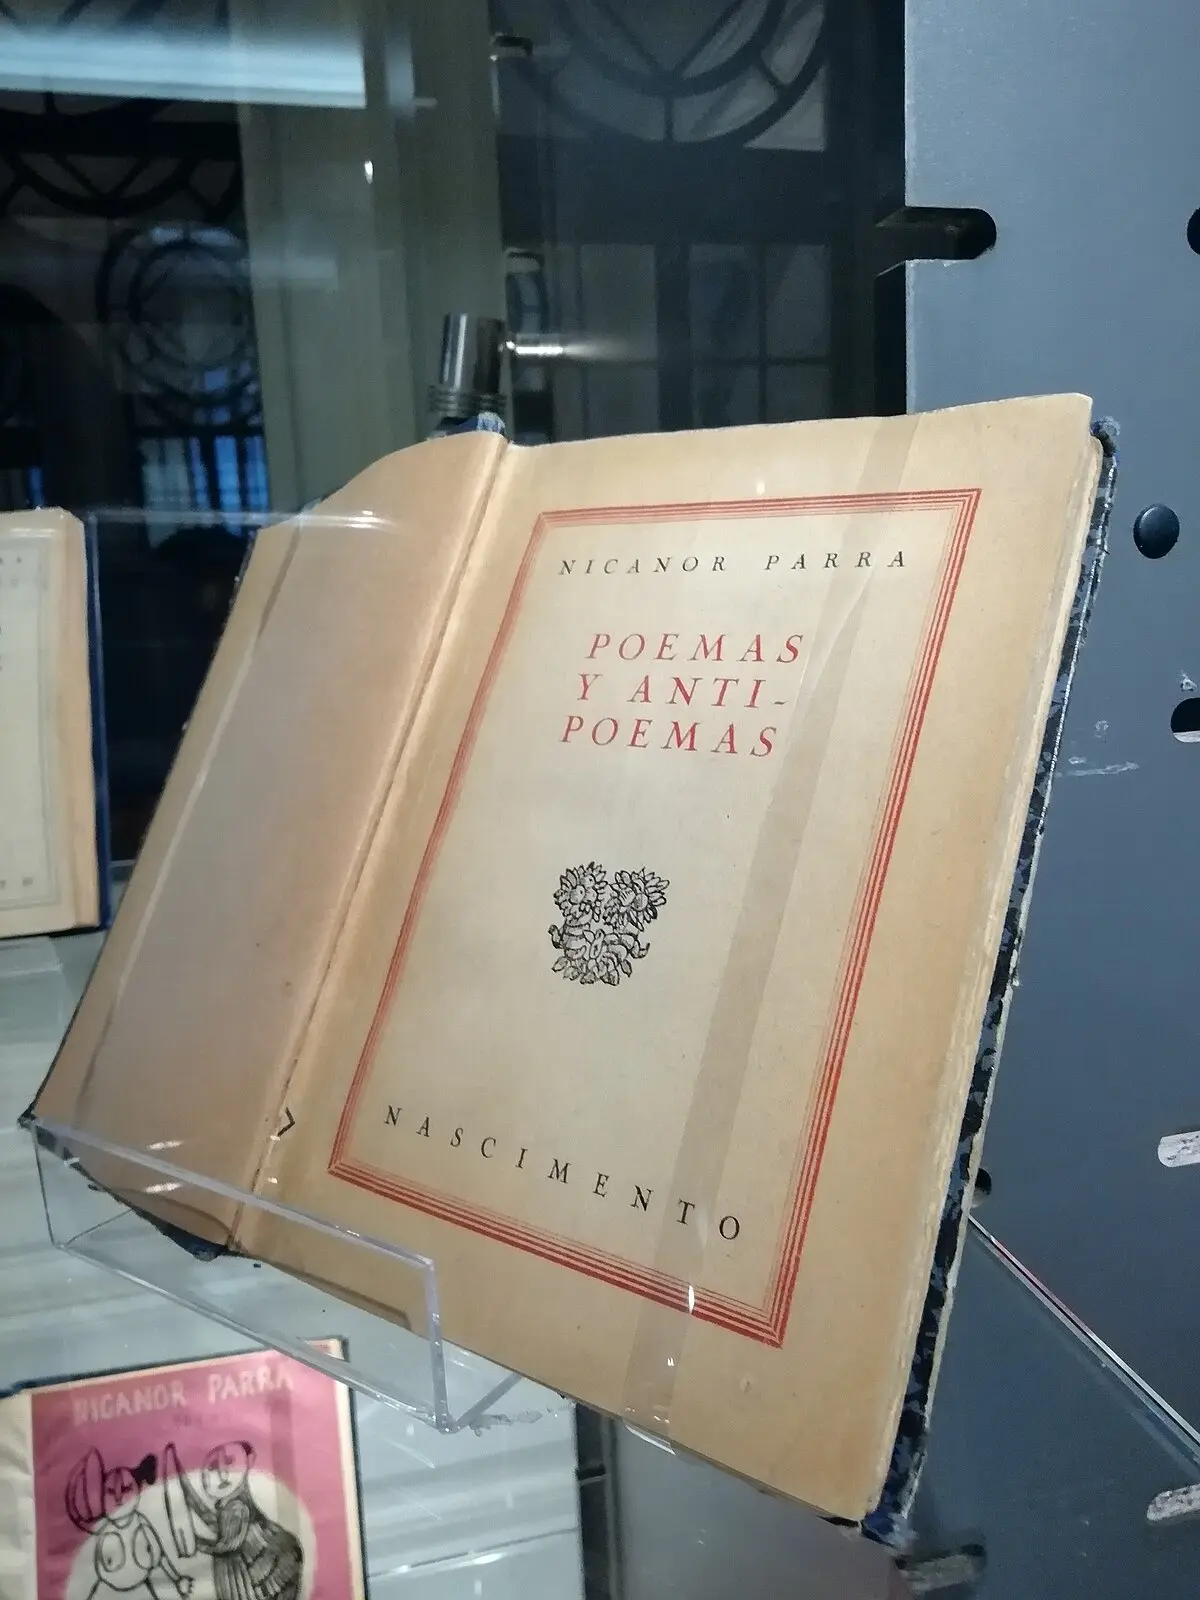 NICANOR PARRA
POEMAS
Y ANTI-
POEMAS
NASCIMENTO
NICANOR PARRA